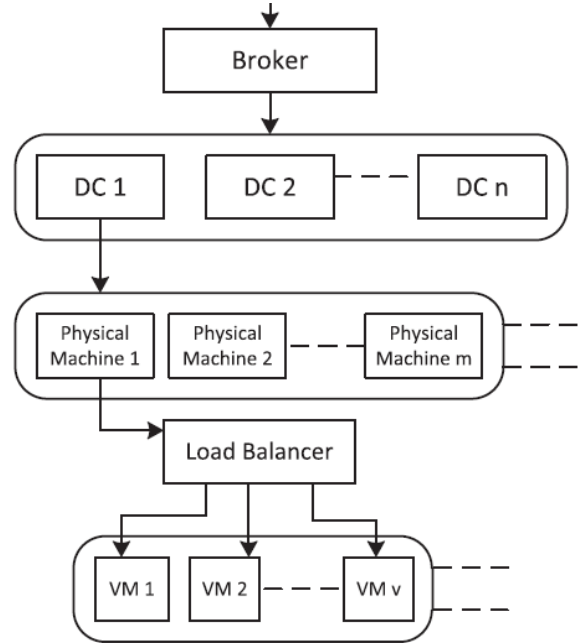 Broker
DC 1
DC 2
DC n
Physical
Machine 1
Physical
Machine 2
Physical
Machine m
Load Balancer
VM 1
VM 2
VM v